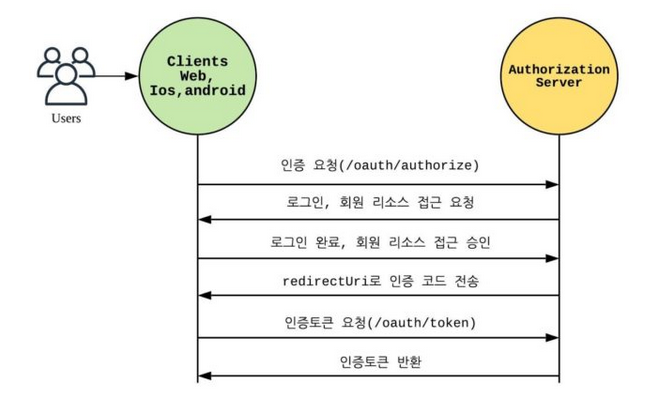 Clients
Web,
Ios,android
Authorization
Server
Users
인증 요청(/oauth/authorize)
로그인, 회원 리소스 접근 요청
로그인 완료, 회원 리소스 접근 승인
redirectUri로 인증 코드 전송
인증토큰 요청(/oauth/token)
인증토큰 반환